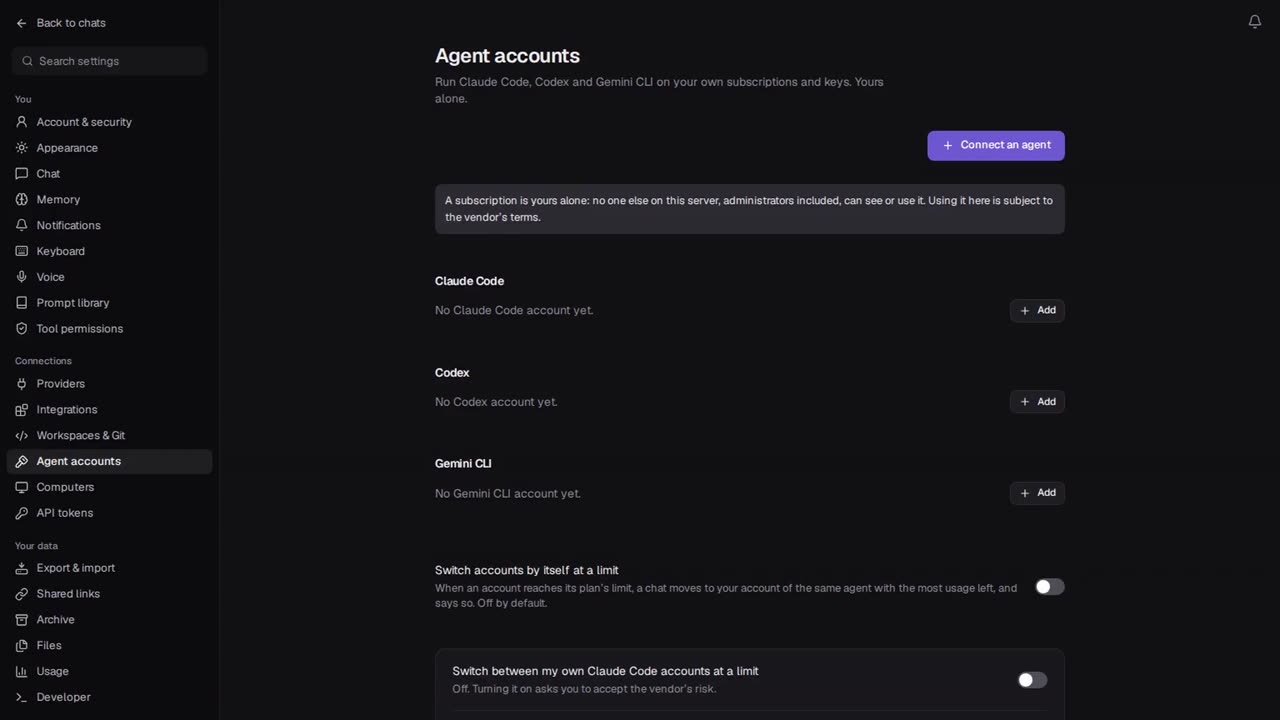 Back to chats
Search settings
You
Account & security
Appearance
Chat
Memory
Notifications
Keyboard
Voice
Prompt library
Tool permissions
Connections
Providers
Integrations
Workspaces & Git
Agent accounts
Computers
API tokens
Your data
Export & import
Shared links
Archive
Files
Usage
Developer
Agent accounts
Run Claude Code, Codex and Gemini CLI on your own subscriptions and keys. Yours
alone.
Connect an agent
A subscription is yours alone: no one else on this server, administrators included, can see or use it. Using it here is subject to
the vendor's terms.
Claude Code
No Claude Code account yet.
Add
Codex
No Codex account yet.
Add
Gemini CLI
No Gemini CLI account yet.
Add
Switch accounts by itself at a limit
When an account reaches its plan's limit, a chat moves to your account of the same agent with the most usage left, and
says so. Off by default.
Switch between my own Claude Code accounts at a limit
Off. Turning it on asks you to accept the vendor's risk.